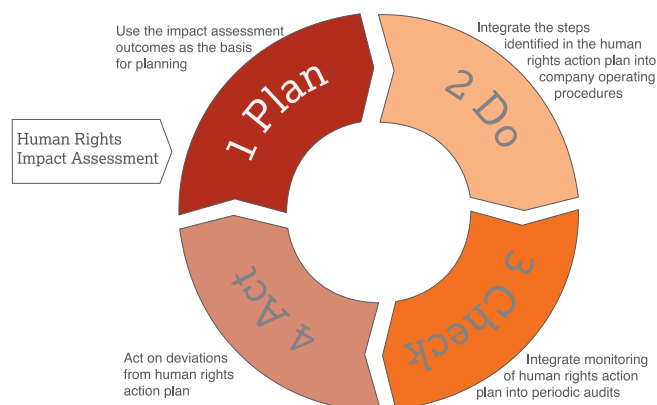 Use the impact assessment
outcomes as the basis
for planning
Integrate the steps
identified in the human
rights action plan into
company operating
procedures
1 Plan
2 Do
Human Rights
Impact Assessment
3 Check
4 Act
Act on deviations
from human rights
action plan
Integrate monitoring
of human rights action
plan into periodic audits